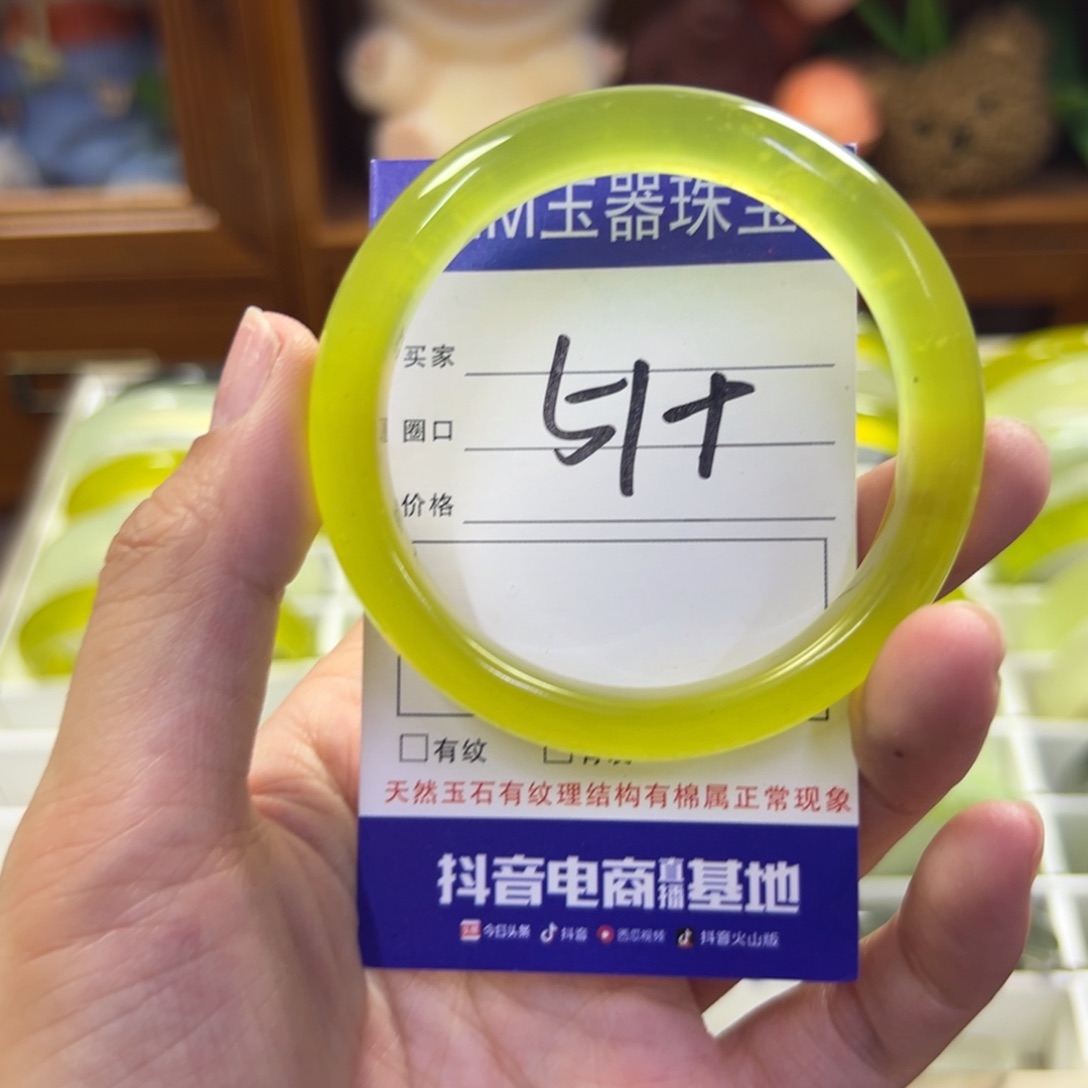 M玉器珠宝
买家
圈口
价格
51+
有纹
天然玉石有纹理结构有棉属正常现象
抖音电商直播基地
今日头条 抖音 西瓜视频 抖音火山版